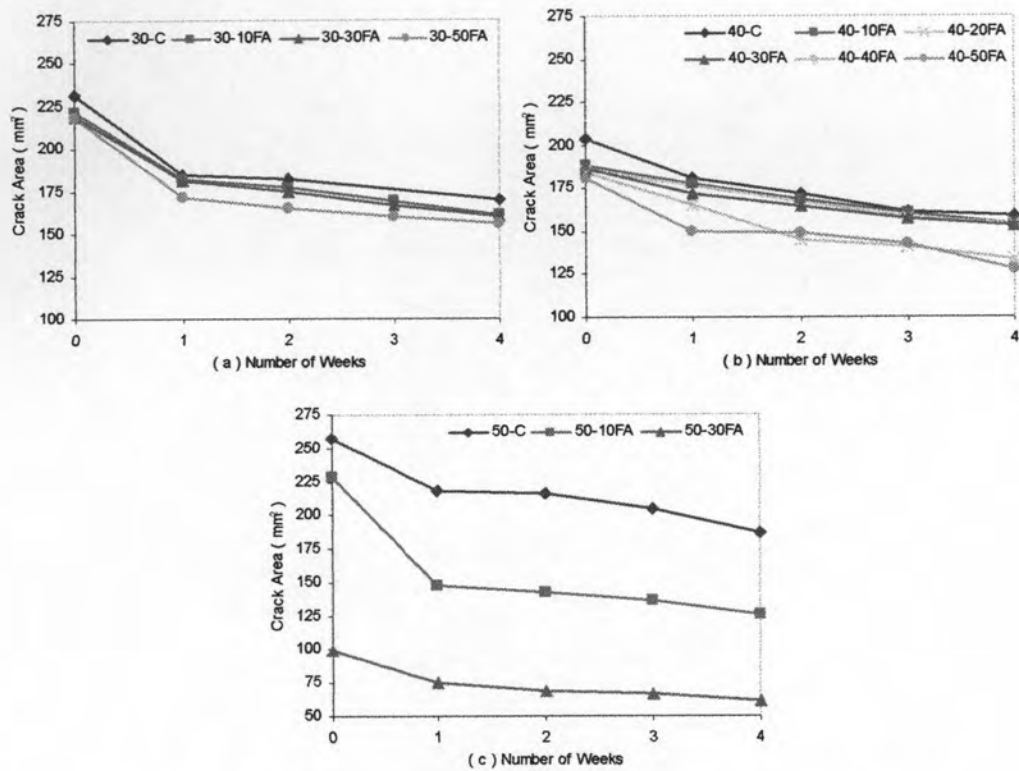 275
250
225
200
175
150
125
100
Crack Area ( mm² )
30-C 30-10FA 30-30FA 30-50FA
0 1 2 3 4
( a ) Number of Weeks
275
250
225
200
175
150
125
100
Crack Area ( mm² )
40-C 40-10FA 40-20FA
40-30FA 40-40FA 40-50FA
0 1 2 3 4
( b ) Number of Weeks
275
250
225
200
175
150
125
100
75
50
Crack Area ( mm² )
50-C 50-10FA 50-30FA
0 1 2 3 4
( c ) Number of Weeks